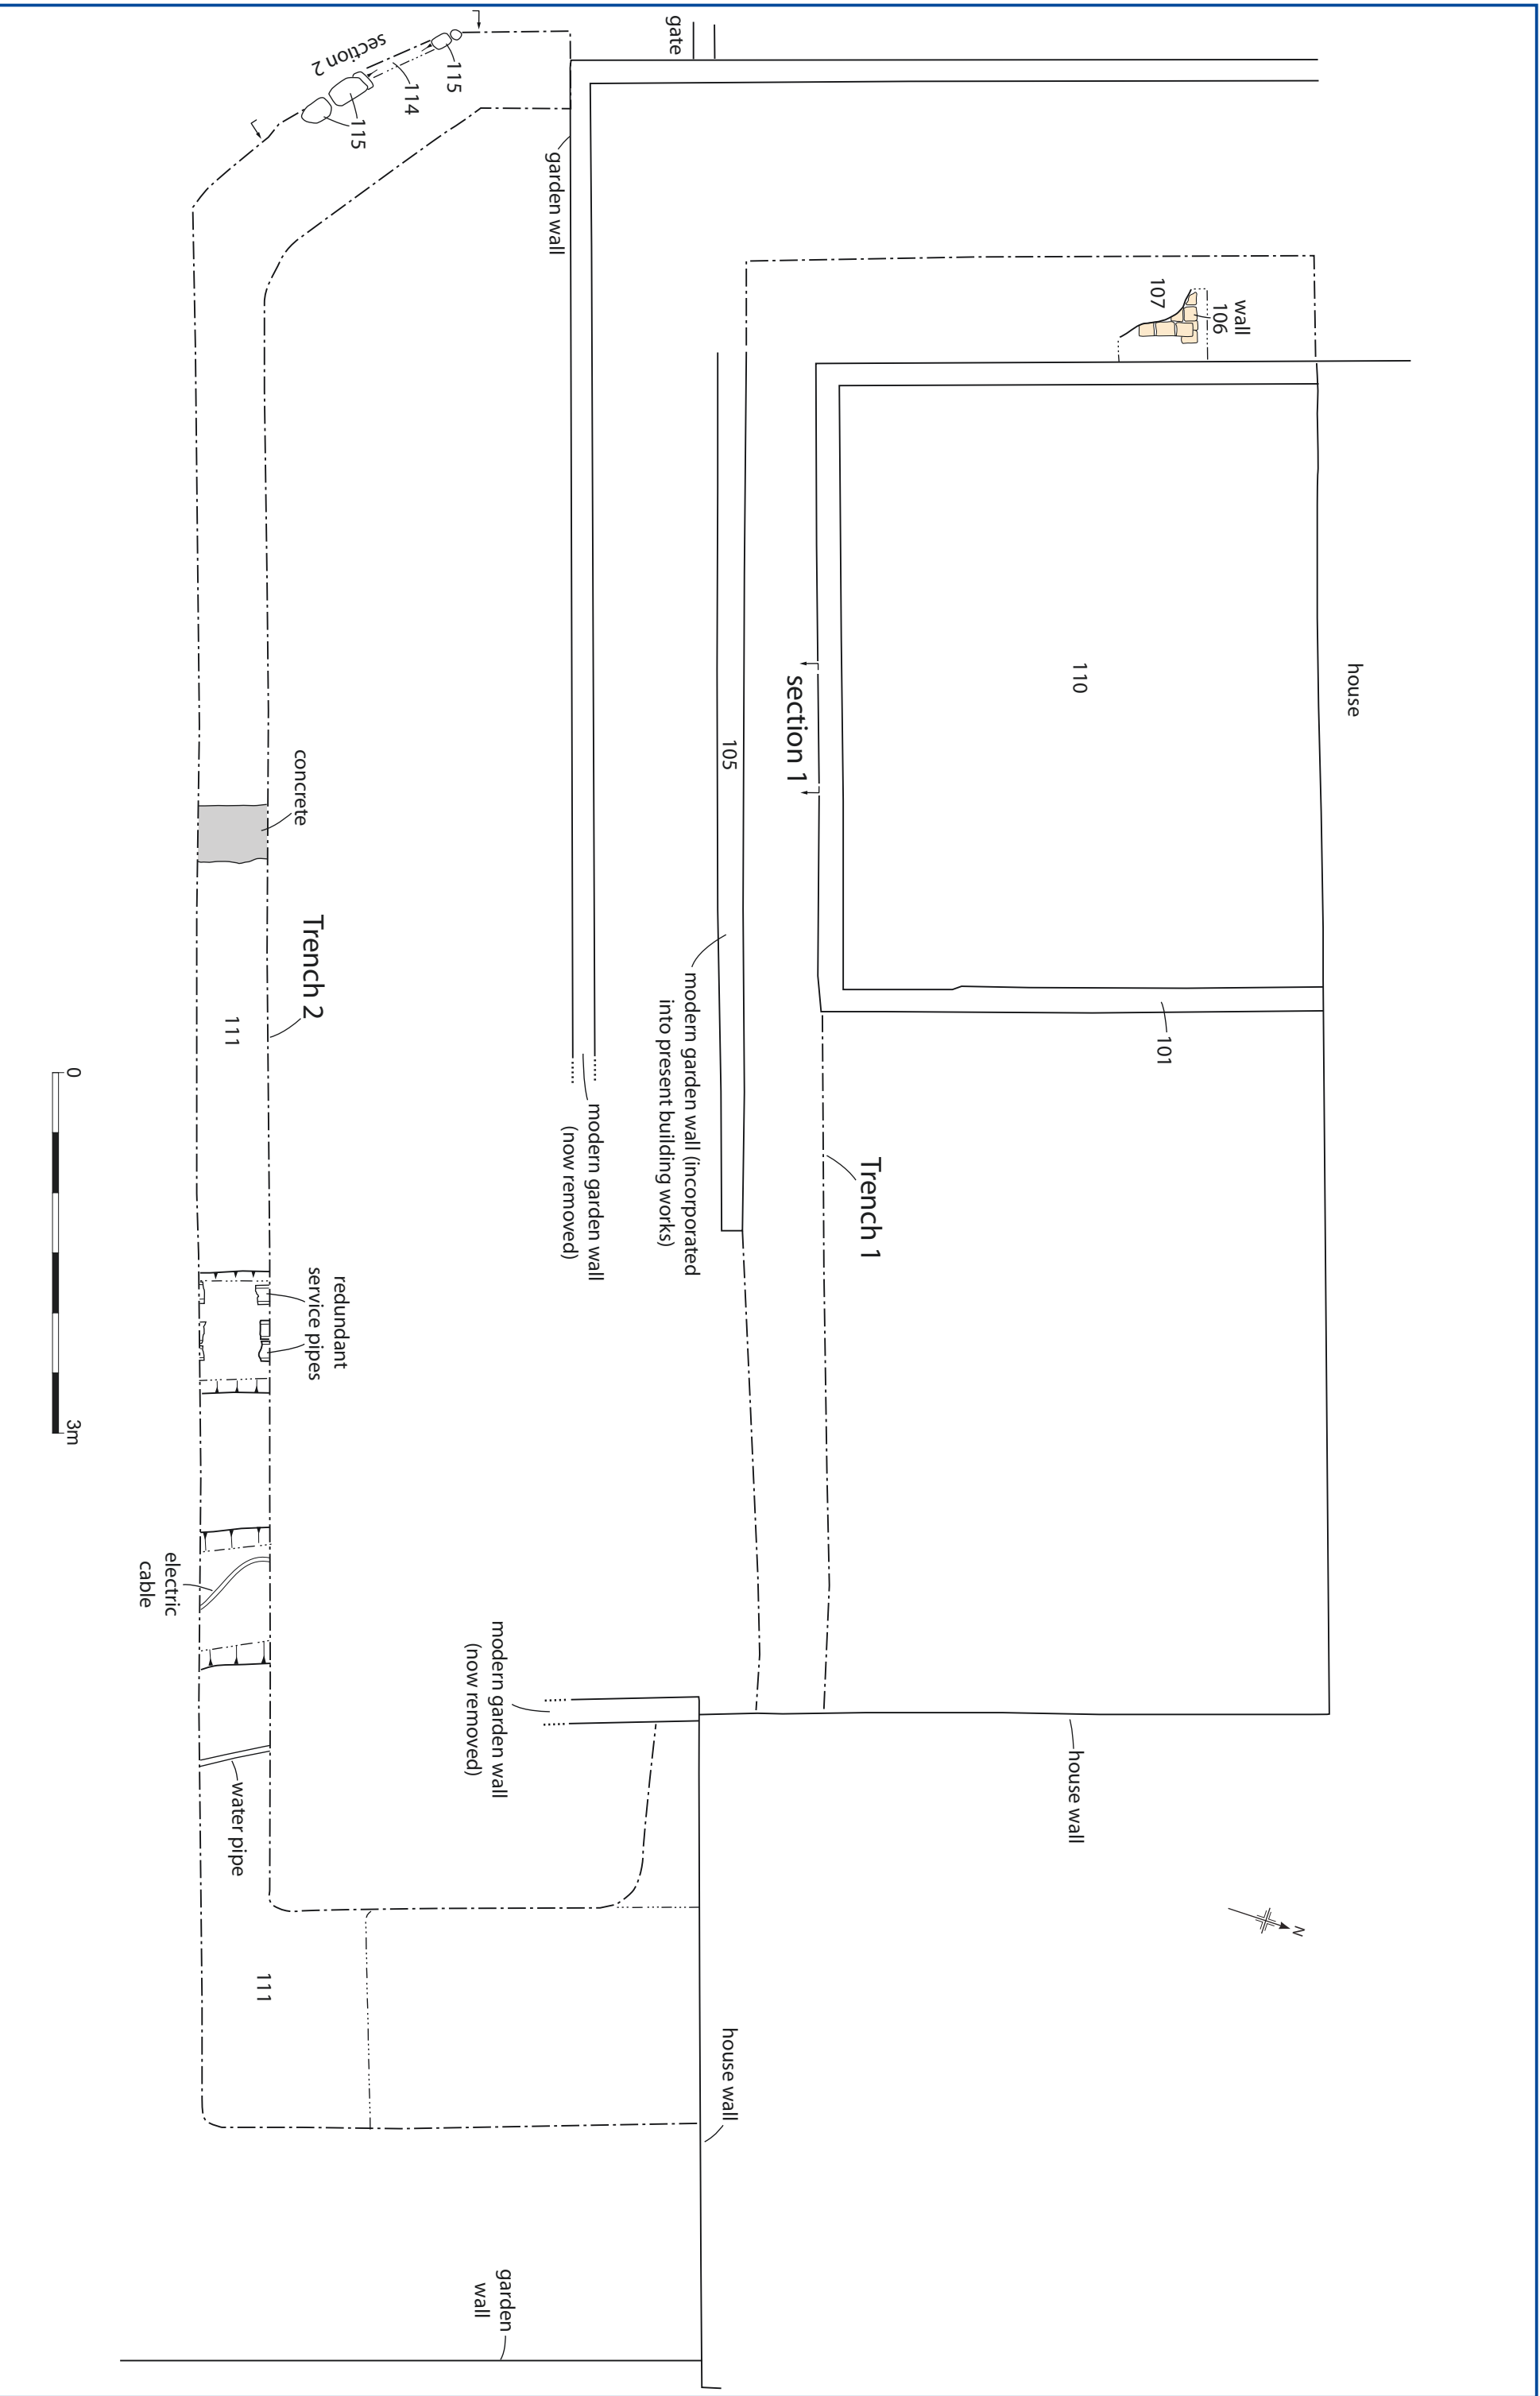 gate
section 2
115
114
115
garden wall
wall
106
107
house
110
section 1
105
concrete
Trench 2
111
modern garden wall (incorporated
into present building works)
101
modern garden wall
(now removed)
Trench 1
0
3m
redundant
service pipes
electric
cable
modern garden wall
(now removed)
water pipe
house wall
N
111
house wall
garden
wall